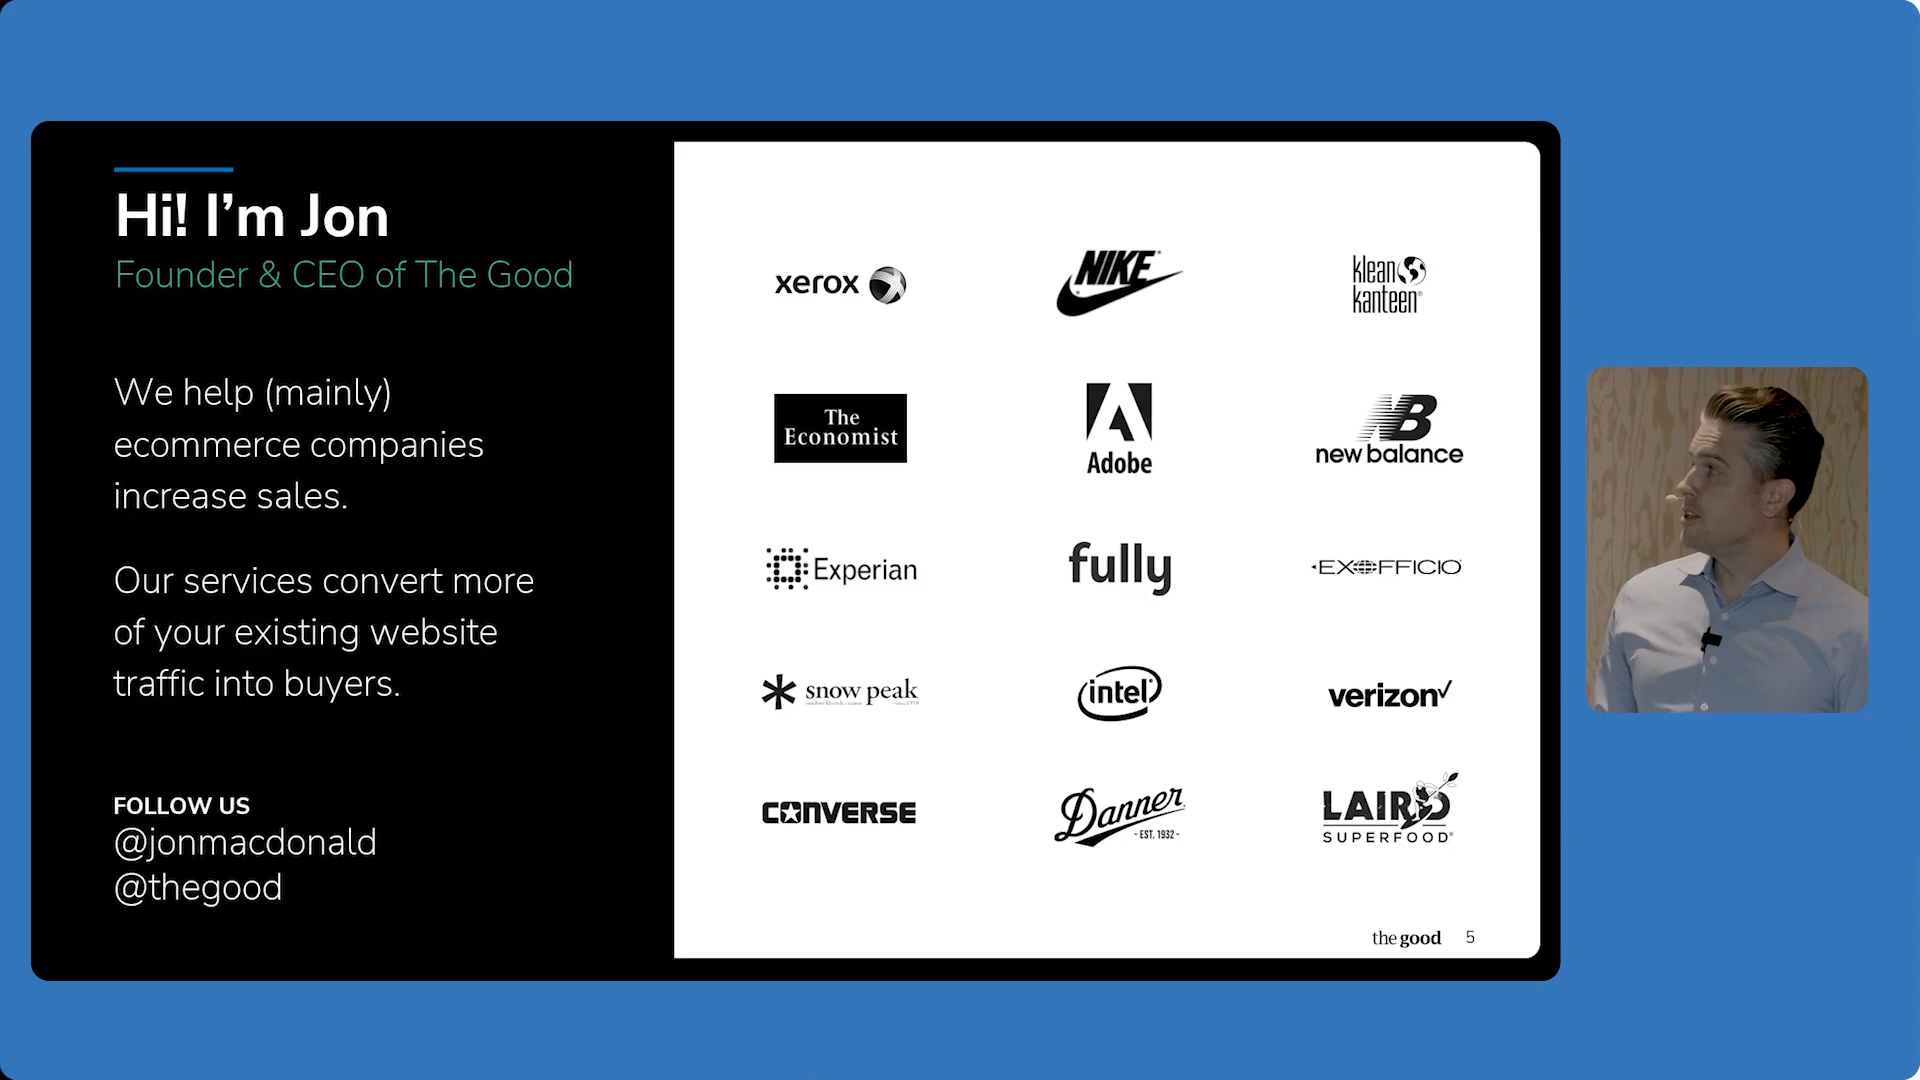 Hi! I'm Jon
Founder & CEO of The Good
We help (mainly)
ecommerce companies
increase sales.
Our services convert more
of your existing website
traffic into buyers.
FOLLOW US
@jonmacdonald
@thegood
xerox
NIKE
klean
kanteen®
The
Economist
Adobe
NB
new balance
Experian
fully
EXOFFICIO
snow peak
intel
verizon✓
CONVERSE
Danner
- EST. 1932 -
LAIRD
SUPERFOOD®
the good 5